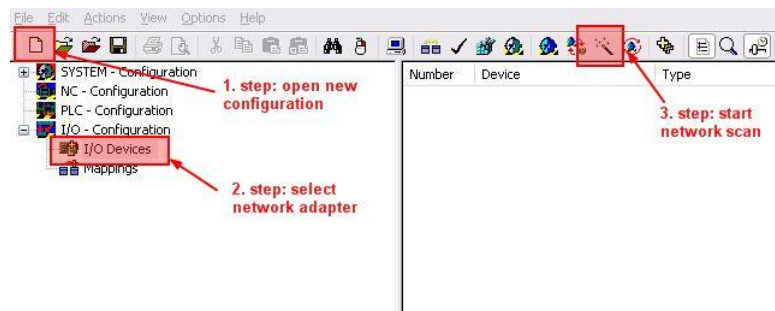 File Edit Actions View Options Help
SYSTEM - Configuration
NC - Configuration
PLC - Configuration
I/O - Configuration
I/O Devices
Mappings
1. step: open new
configuration
2. step: select
network adapter
Number Device Type
3. step: start
network scan